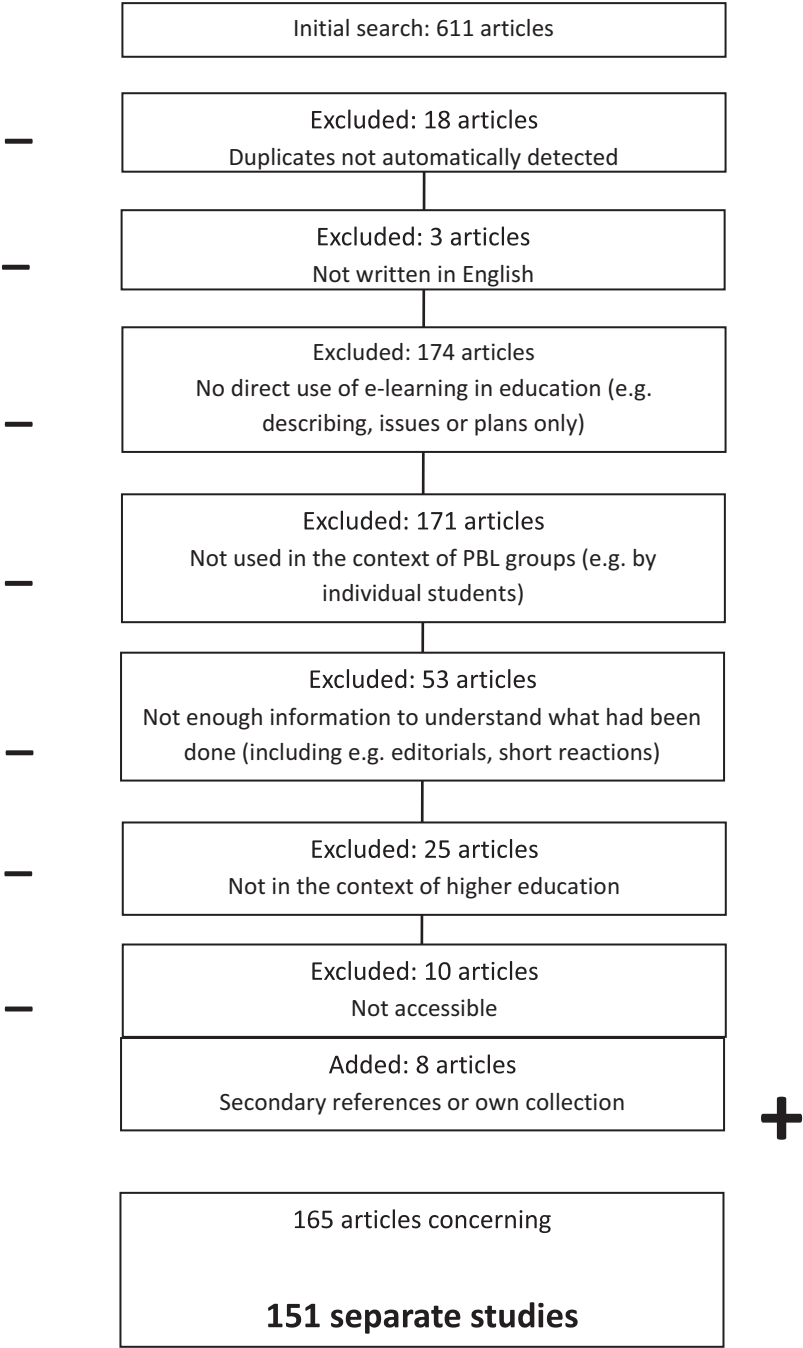 Initial search: 611 articles
Excluded: 18 articles
Duplicates not automatically detected
Excluded: 3 articles
Not written in English
Excluded: 174 articles
No direct use of e-learning in education (e.g.
describing, issues or plans only)
Excluded: 171 articles
Not used in the context of PBL groups (e.g. by
individual students)
Excluded: 53 articles
Not enough information to understand what had been
done (including e.g. editorials, short reactions)
Excluded: 25 articles
Not in the context of higher education
Excluded: 10 articles
Not accessible
Added: 8 articles
Secondary references or own collection
165 articles concerning
151 separate studies